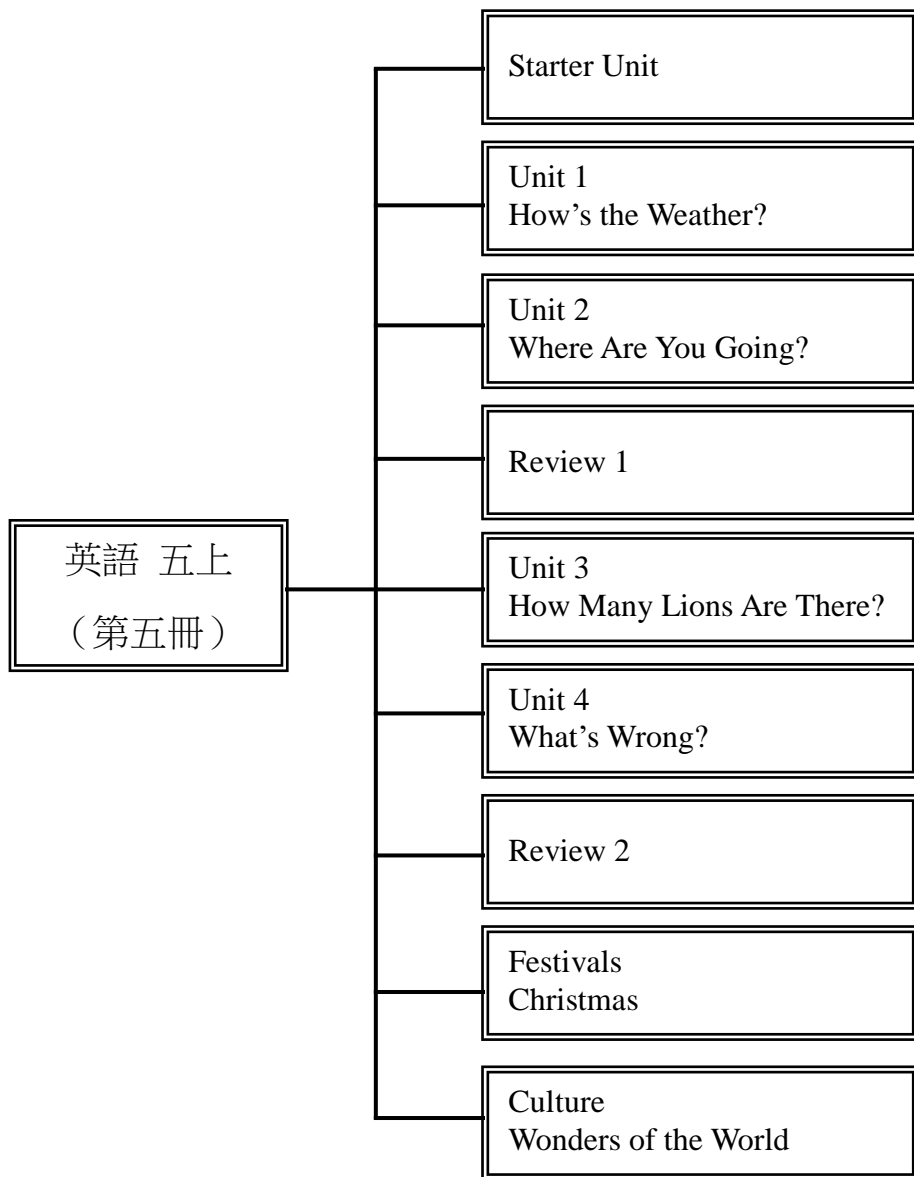 Starter Unit
Unit 1
How’s the Weather?
Unit 2
Where Are You Going?
Review 1
英語 五上
（第五冊）
Unit 3
How Many Lions Are There?
Unit 4
What’s Wrong?
Review 2
Festivals
Christmas
Culture
Wonders of the World